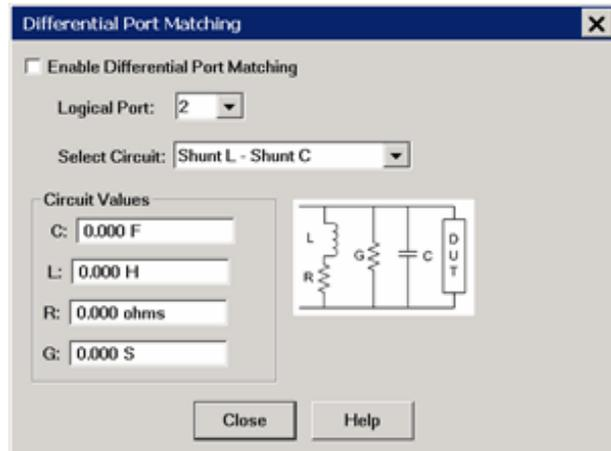 Differential Port Matching
Enable Differential Port Matching
Logical Port: 2
Select Circuit: Shunt L - Shunt C
Circuit Values
C: 0.000 F
L: 0.000 H
R: 0.000 ohms
G: 0.000 S
L
R
G
C
DUT
Close
Help